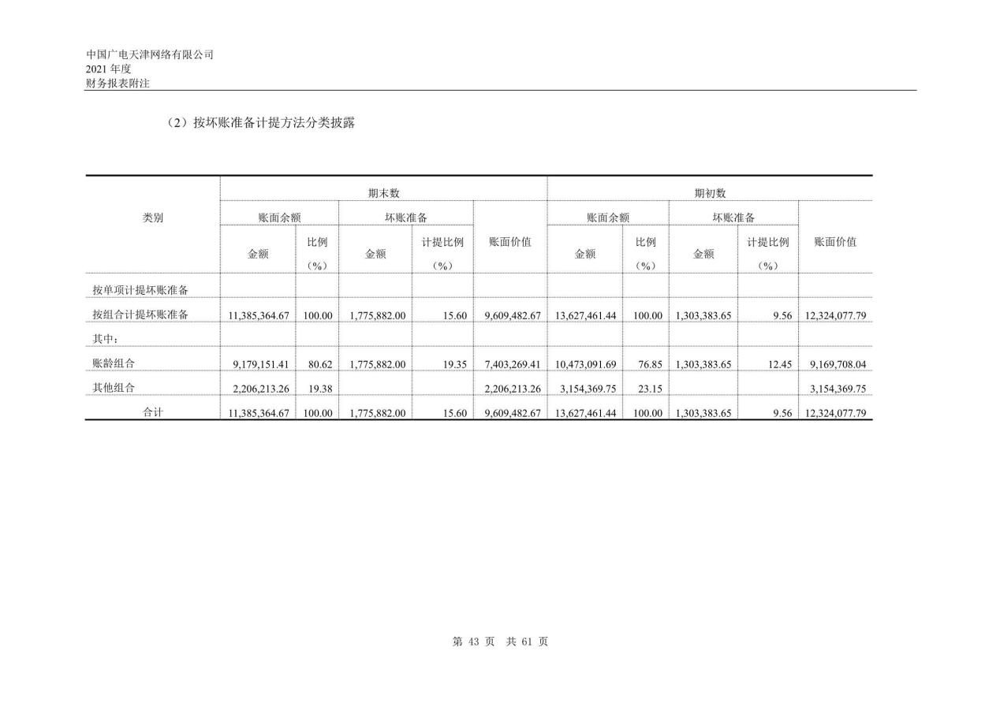 中国广电天津网络有限公司
2021 年度
财务报表附注
（2）按坏账准备计提方法分类披露
期末数 期初数
类别 账面余额 坏账准备 账面价值 账面余额 坏账准备 账面价值
金额 比例（%） 金额 计提比例（%） 金额 比例（%） 金额 计提比例（%）
按单项计提坏账准备
按组合计提坏账准备 11,385,364.67 100.00 1,775,882.00 15.60 9,609,482.67 13,627,461.44 100.00 1,303,383.65 9.56 12,324,077.79
其中：
账龄组合 9,179,151.41 80.62 1,775,882.00 19.35 7,403,269.41 10,473,091.69 76.85 1,303,383.65 12.45 9,169,708.04
其他组合 2,206,213.26 19.38 2,206,213.26 3,154,369.75 23.15 3,154,369.75
合计 11,385,364.67 100.00 1,775,882.00 15.60 9,609,482.67 13,627,461.44 100.00 1,303,383.65 9.56 12,324,077.79
第 43 页 共 61 页